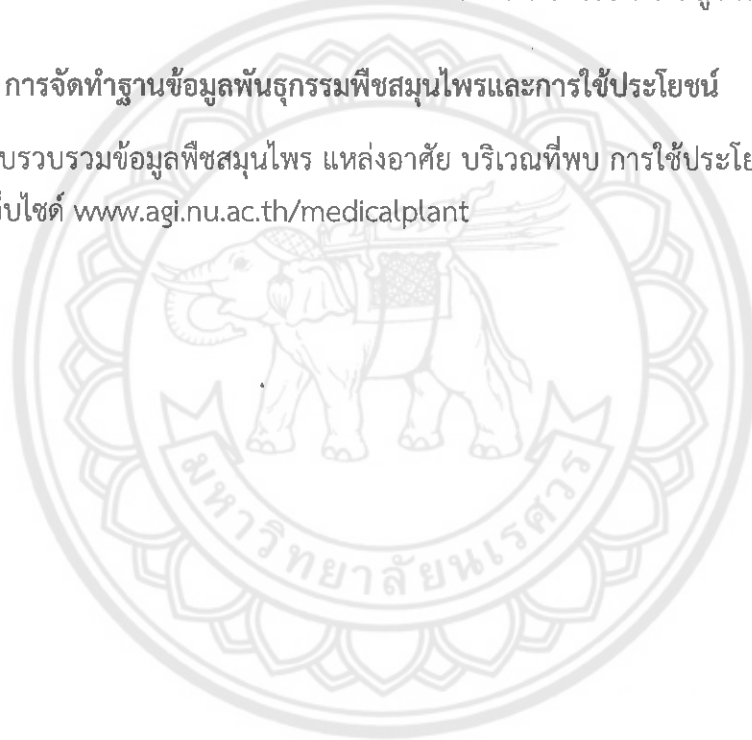 การจัดทำฐานข้อมูลพันธุกรรมพืชสมุนไพรและการใช้ประโยชน์
บรวบรวมข้อมูลพืชสมุนไพร แหล่งอาศัย บริเวณที่พบ การใช้ประโย
็บไซด์ www.agi.nu.ac.th/medicalplant
มหาวิทยาลัยนเรศวร